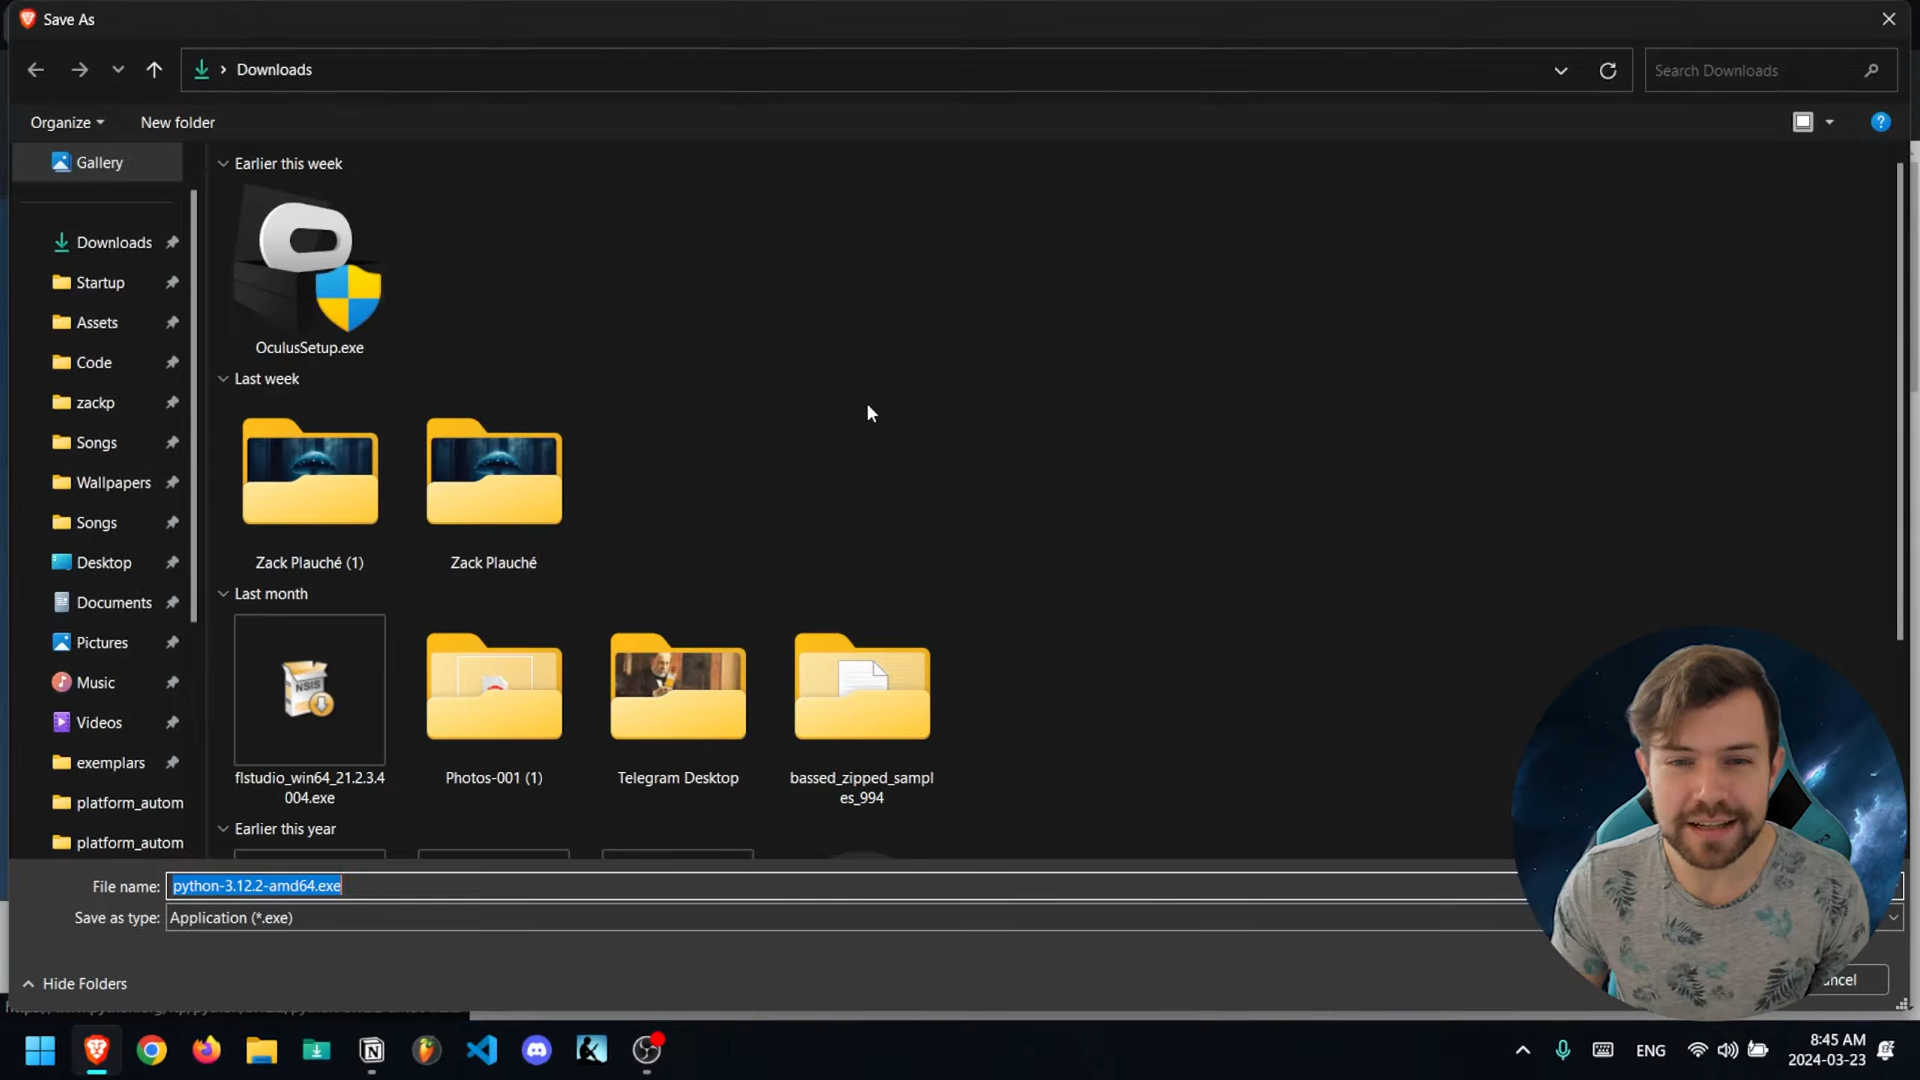 Save As
Downloads
Search Downloads
Organize
New folder
Gallery
Downloads
Startup
Assets
Code
zackp
Songs
Wallpapers
Songs
Desktop
Documents
Pictures
Music
Videos
exemplars
platform_autom
platform_autom
Earlier this week
OculusSetup.exe
Last week
Zack Plauché (1)
Zack Plauché
Last month
NSIS
flstudio_win64_21.2.3.4
004.exe
Photos-001 (1)
Telegram Desktop
bassed_zipped_sampl
es_994
Earlier this year
File name:
python-3.12.2-amd64.exe
Save as type:
Application (*.exe)
Hide Folders
ncel
ENG
8:45 AM
2024-03-23